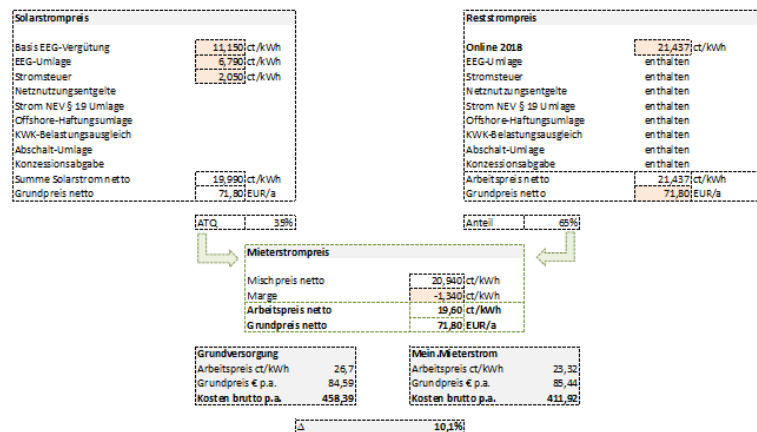 Solarstrompreis
Basis EEG-Vergütung 11,150 ct/kWh
EEG-Umlage 6,790 ct/kWh
Stromsteuer 2,050 ct/kWh
Netznutzungsentgelte
Strom NEV § 19 Umlage
Offshore-Haftungsumlage
KWK-Belastungsausgleich
Abschalt-Umlage
Konzessionsabgabe
Summe Solarstrom netto 19,990 ct/kWh
Grundpreis netto 71,80 EUR/a
ATQ 35%
Reststrompreis
Online 2018 21,437 ct/kWh
EEG-Umlage enthalten
Stromsteuer enthalten
Netznutzungsentgelte enthalten
Strom NEV § 19 Umlage enthalten
Offshore-Haftungsumlage enthalten
KWK-Belastungsausgleich enthalten
Abschalt-Umlage enthalten
Konzessionsabgabe enthalten
Arbeitspreis netto 21,437 ct/kWh
Grundpreis netto 71,80 EUR/a
Anteil 65%
Mieterstrompreis
Mischpreis netto 20,940 ct/kWh
Marge -1,340 ct/kWh
Arbeitspreis netto 19,60 ct/kWh
Grundpreis netto 71,80 EUR/a
Grundversorgung
Arbeitspreis ct/kWh 26,7
Grundpreis € p.a. 84,59
Kosten brutto p.a. 458,39
Mein.Mieterstrom
Arbeitspreis ct/kWh 23,32
Grundpreis € p.a. 85,44
Kosten brutto p.a. 411,92
Δ 10,1%